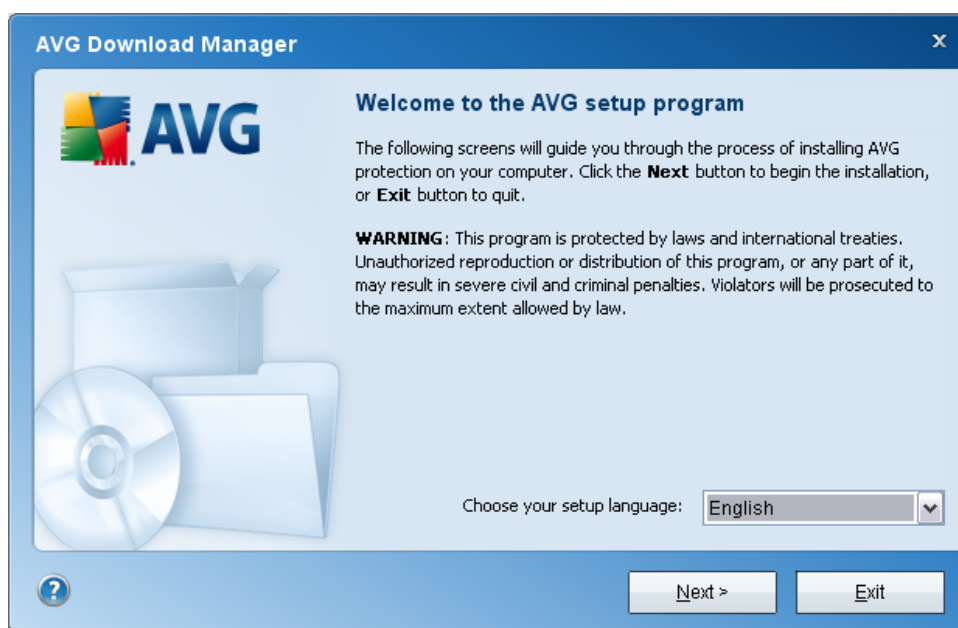 AVG Download Manager
x
AVG
Welcome to the AVG setup program
The following screens will guide you through the process of installing AVG
protection on your computer. Click the Next button to begin the installation,
or Exit button to quit.
WARNING: This program is protected by laws and international treaties.
Unauthorized reproduction or distribution of this program, or any part of it,
may result in severe civil and criminal penalties. Violators will be prosecuted to
the maximum extent allowed by law.
Choose your setup language: English
?
Next >
Exit